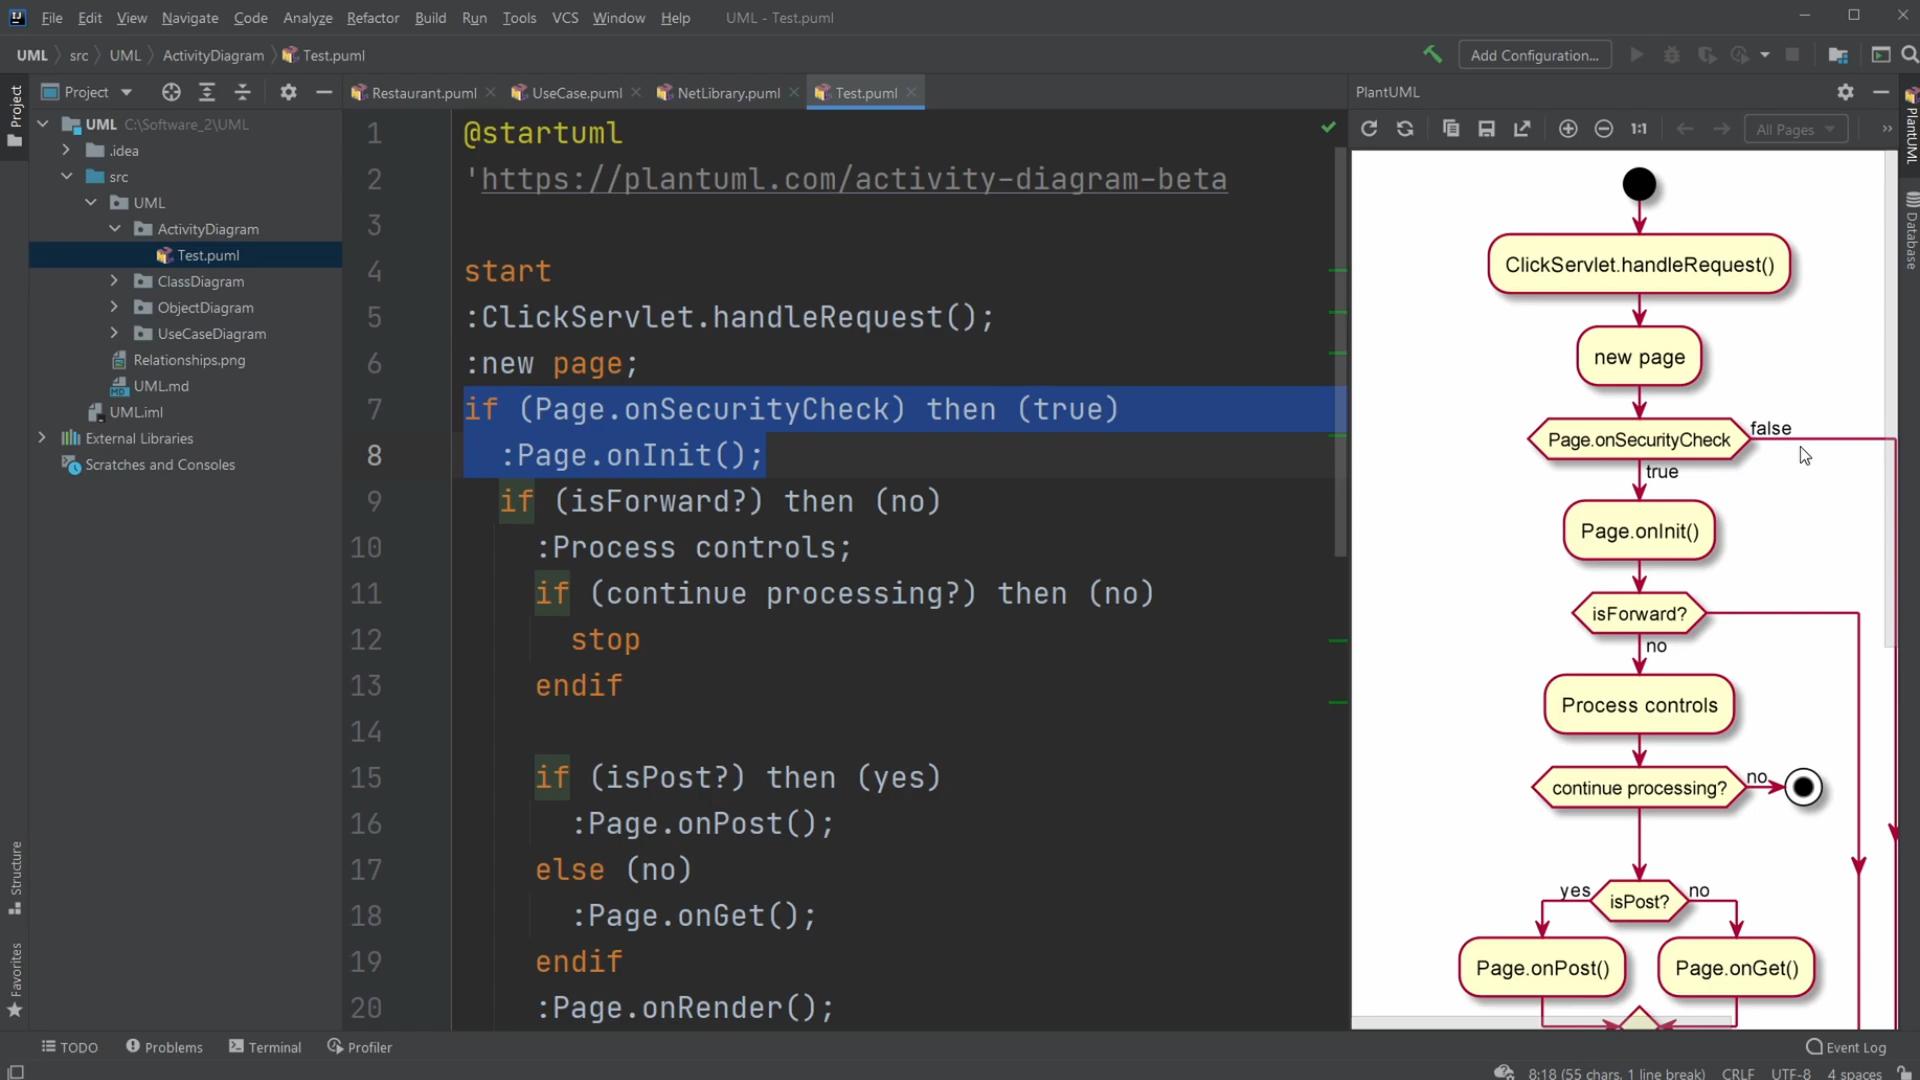 File Edit View Navigate Code Analyze Refactor Build Run Tools VCS Window Help UML - Test.puml
UML src UML ActivityDiagram Test.puml Add Configuration...
Project
Project
UML C:\Software_2\UML
.idea
src
UML
ActivityDiagram
Test.puml
ClassDiagram
ObjectDiagram
UseCaseDiagram
Relationships.png
UML.md
UML.iml
External Libraries
Scratches and Consoles
Structure
Favorites
Restaurant.puml UseCase.puml NetLibrary.puml Test.puml
1 @startuml
2 'https://plantuml.com/activity-diagram-beta
3
4 start
5 :ClickServlet.handleRequest();
6 :new page;
7 if (Page.onSecurityCheck) then (true)
8 :Page.onInit();
9 if (isForward?) then (no)
10 :Process controls;
11 if (continue processing?) then (no)
12 stop
13 endif
14
15 if (isPost?) then (yes)
16 :Page.onPost();
17 else (no)
18 :Page.onGet();
19 endif
20 :Page.onRender();
PlantUML
1:1 All Pages
ClickServlet.handleRequest()
new page
Page.onSecurityCheck false
true
Page.onInit()
isForward?
no
Process controls
continue processing? no
yes isPost? no
Page.onPost() Page.onGet()
PlantUML
Database
TODO Problems Terminal Profiler Event Log
8:18 (55 chars, 1 line break) CRLF UTF-8 4 spaces